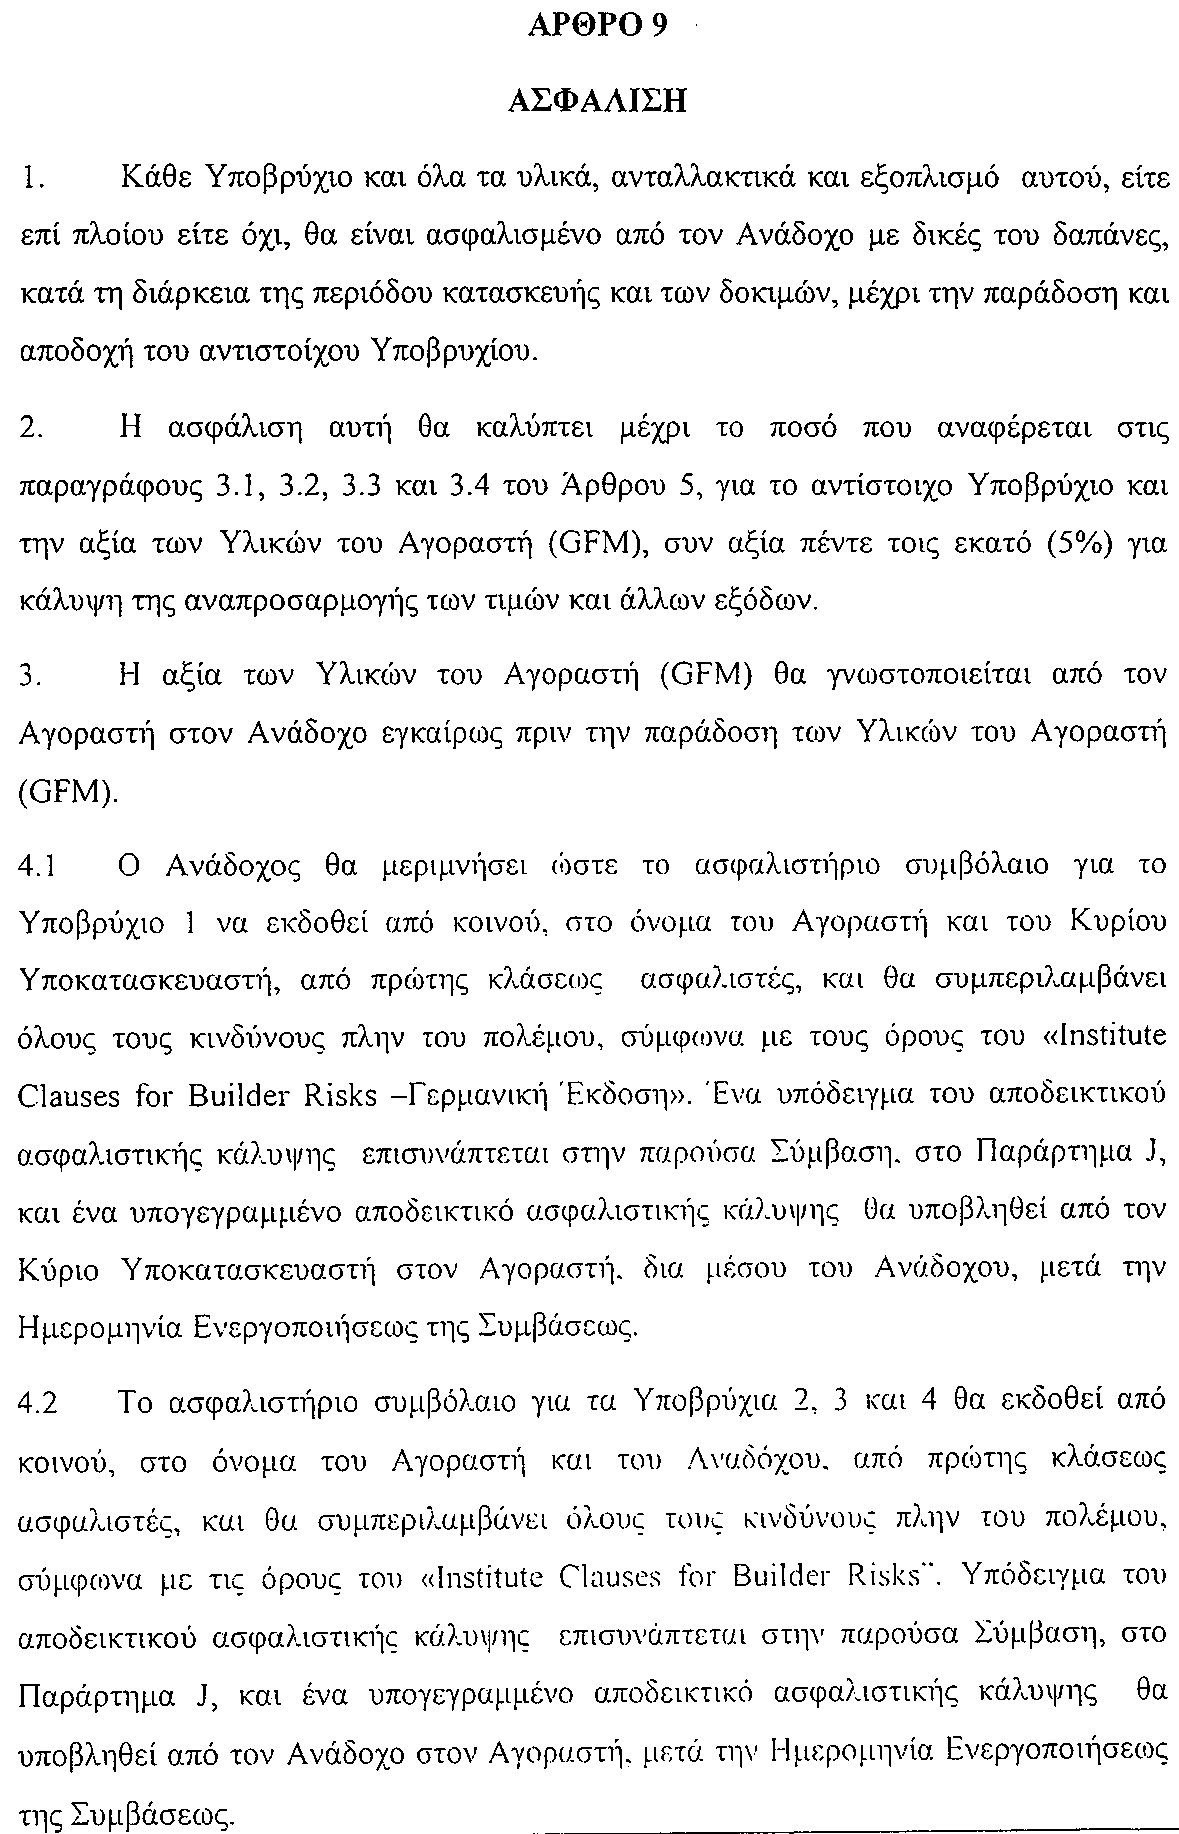 ΑΡΘΡΟ 9
ΑΣΦΑΛΙΣΗ
1. Κάθε Υποβρύχιο και όλα τα υλικά, ανταλλακτικά και εξοπλισμό αυτού, είτε
επί πλοίου είτε όχι, θα είναι ασφαλισμένο από τον Ανάδοχο με δικές του δαπάνες,
κατά τη διάρκεια της περιόδου κατασκευής και των δοκιμών, μέχρι την παράδοση και
αποδοχή του αντιστοίχου Υποβρυχίου.
2. Η ασφάλιση αυτή θα καλύπτει μέχρι το ποσό που αναφέρεται στις
παραγράφους 3.1, 3.2, 3.3 και 3.4 του Άρθρου 5, για το αντίστοιχο Υποβρύχιο και
την αξία των Υλικών του Αγοραστή (GFM), συν αξία πέντε τοις εκατό (5%) για
κάλυψη της αναπροσαρμογής των τιμών και άλλων εξόδων.
3. Η αξία των Υλικών του Αγοραστή (GFM) θα γνωστοποιείται από τον
Αγοραστή στον Ανάδοχο εγκαίρως πριν την παράδοση των Υλικών του Αγοραστή
(GFM).
4.1 Ο Ανάδοχος θα μεριμνήσει ώστε το ασφαλιστήριο συμβόλαιο για το
Υποβρύχιο 1 να εκδοθεί από κοινού, στο όνομα του Αγοραστή και του Κυρίου
Υποκατασκευαστή, από πρώτης κλάσεως ασφαλιστές, και θα συμπεριλαμβάνει
όλους τους κινδύνους πλην του πολέμου, σύμφωνα με τους όρους του «Institute
Clauses for Builder Risks –Γερμανική Έκδοση». Ένα υπόδειγμα του αποδεικτικού
ασφαλιστικής κάλυψης επισυνάπτεται στην παρούσα Σύμβαση, στο Παράρτημα J,
και ένα υπογεγραμμένο αποδεικτικό ασφαλιστικής κάλυψης θα υποβληθεί από τον
Κύριο Υποκατασκευαστή στον Αγοραστή, δια μέσου του Ανάδοχου, μετά την
Ημερομηνία Ενεργοποιήσεως της Συμβάσεως.
4.2 Το ασφαλιστήριο συμβόλαιο για τα Υποβρύχια 2, 3 και 4 θα εκδοθεί από
κοινού, στο όνομα του Αγοραστή και του Αναδόχου, από πρώτης κλάσεως
ασφαλιστές, και θα συμπεριλαμβάνει όλους τους κινδύνους πλην του πολέμου,
σύμφωνα με τις όρους του «Institute Clauses for Builder Risks". Υπόδειγμα του
αποδεικτικού ασφαλιστικής κάλυψης επισυνάπτεται στην παρούσα Σύμβαση, στο
Παράρτημα J, και ένα υπογεγραμμένο αποδεικτικό ασφαλιστικής κάλυψης θα
υποβληθεί από τον Ανάδοχο στον Αγοραστή, μετά την Ημερομηνία Ενεργοποιήσεως
της Συμβάσεως.